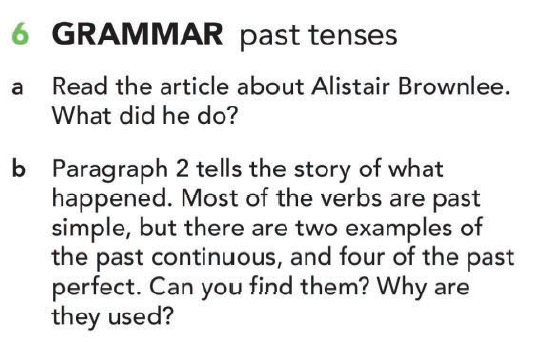 6 GRAMMAR past tenses
a Read the article about Alistair Brownlee.
What did he do?
b Paragraph 2 tells the story of what
happened. Most of the verbs are past
simple, but there are two examples of
the past continuous, and four of the past
perfect. Can you find them? Why are
they used?